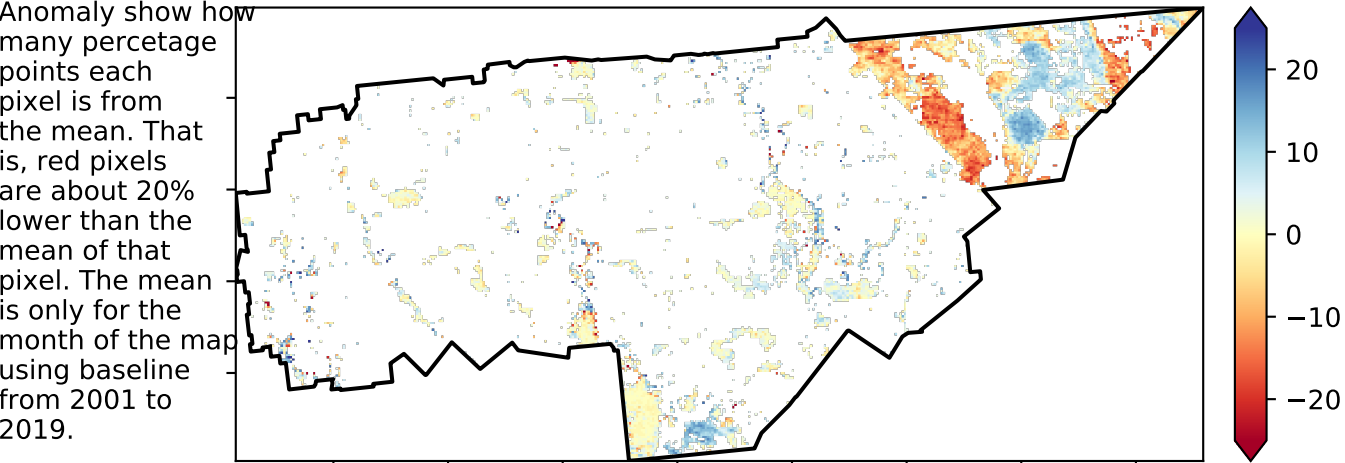 Anomaly show how
many percetage
points each
pixel is from
the mean. That
is, red pixels
are about 20%
lower than the
mean of that
pixel. The mean
is only for the
month of the map
using baseline
from 2001 to
2019.
20
10
0
−10
−20